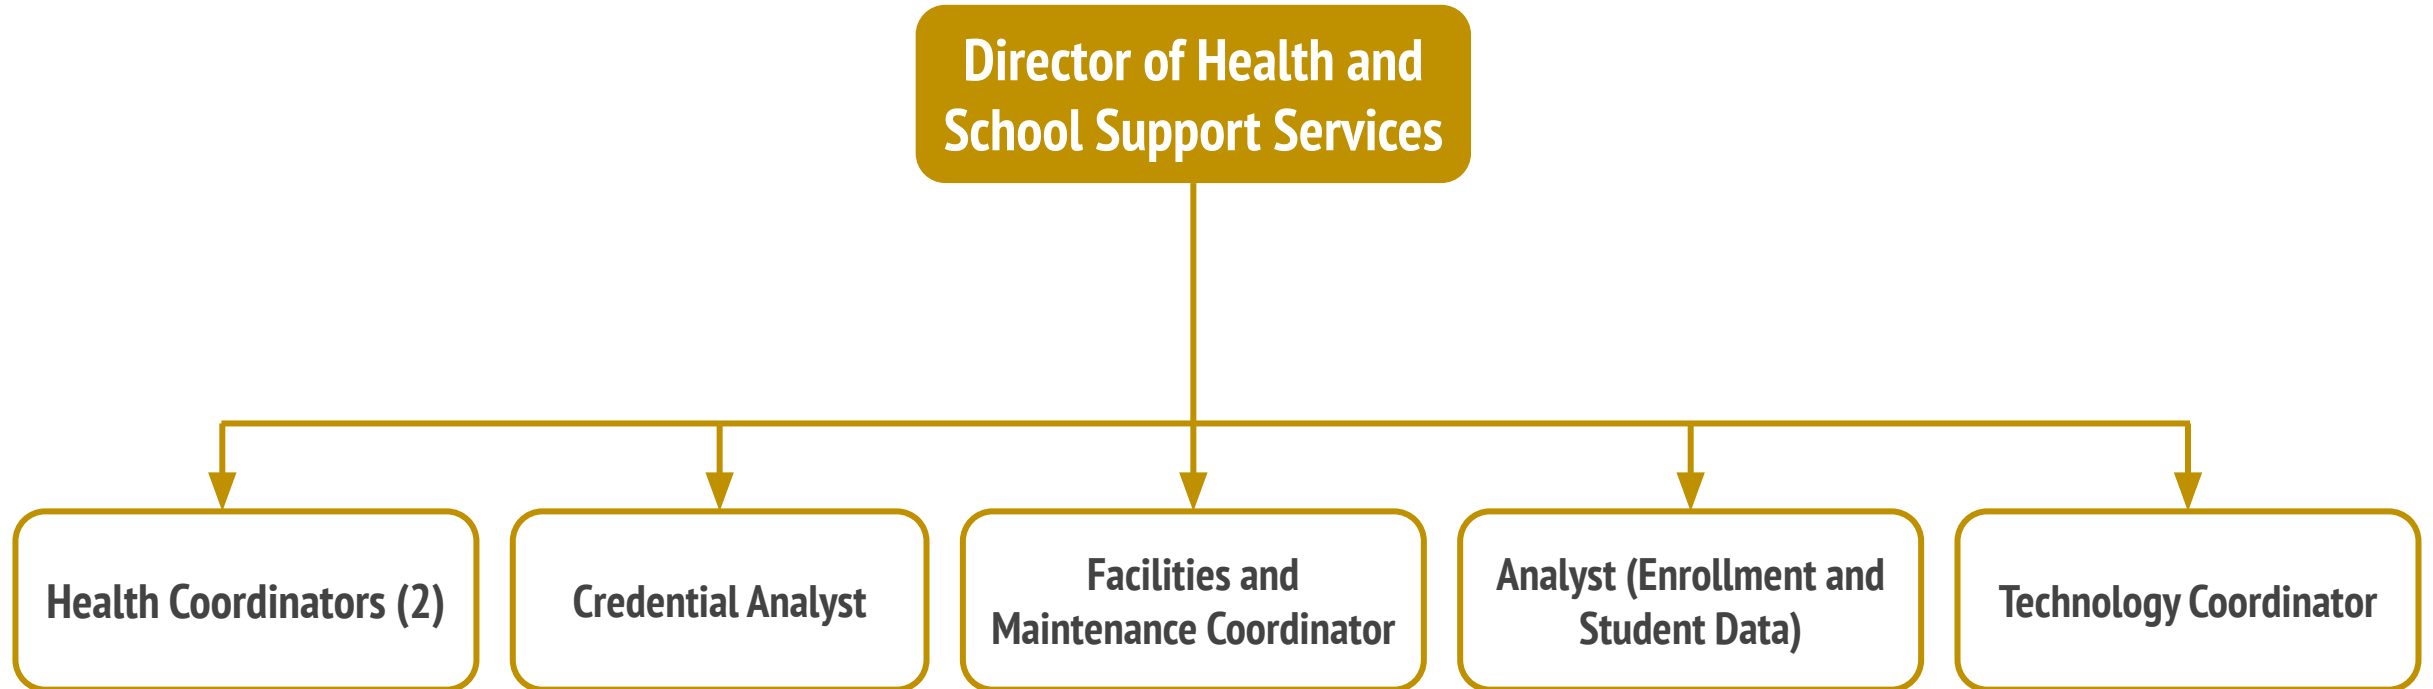 Director of Health and
School Support Services
Health Coordinators (2)
Credential Analyst
Facilities and
Maintenance Coordinator
Analyst (Enrollment and
Student Data)
Technology Coordinator